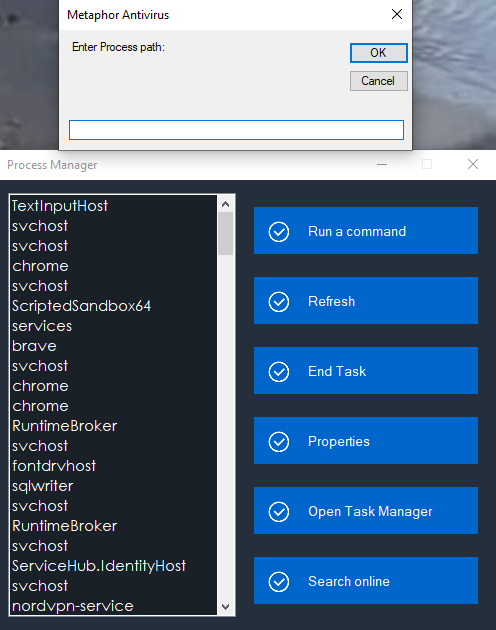 Metaphor Antivirus
Enter Process path:
OK
Cancel
Process Manager
TextInputHost
svchost
svchost
chrome
svchost
ScriptedSandbox64
services
brave
svchost
chrome
chrome
RuntimeBroker
svchost
fontdrvhost
sqlwriter
svchost
RuntimeBroker
svchost
ServiceHub.IdentityHost
svchost
nordvpn-service
Run a command
Refresh
End Task
Properties
Open Task Manager
Search online